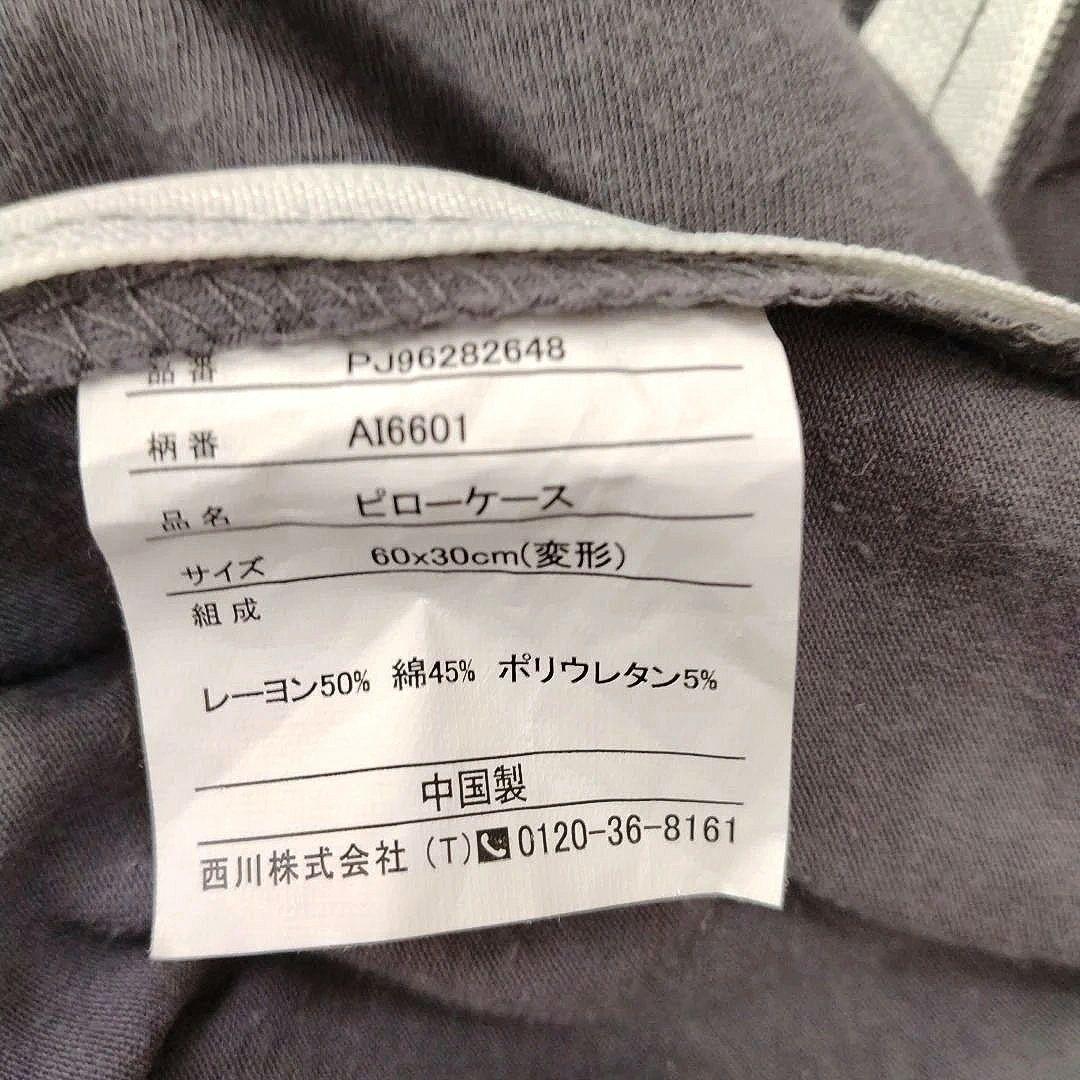 品番 PJ96282648
柄番 AI6601
品名 ピローケース
サイズ 60x30cm(変形)
組成
レーヨン50% 綿45% ポリウレタン5%
中国製
西川株式会社 (T) 0120-36-8161